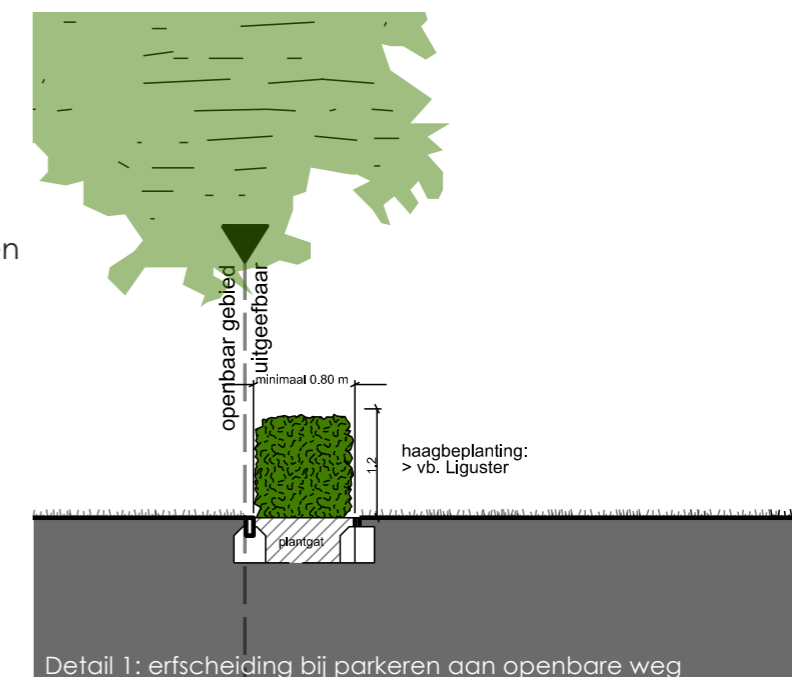 n
openbaar gebied
uitgeefbaar
minimaal 0.80 m
1,2
haagbeplanting:
> vb. Liguster
plantgat
Detail 1: erfscheiding bij parkeren aan openbare weg